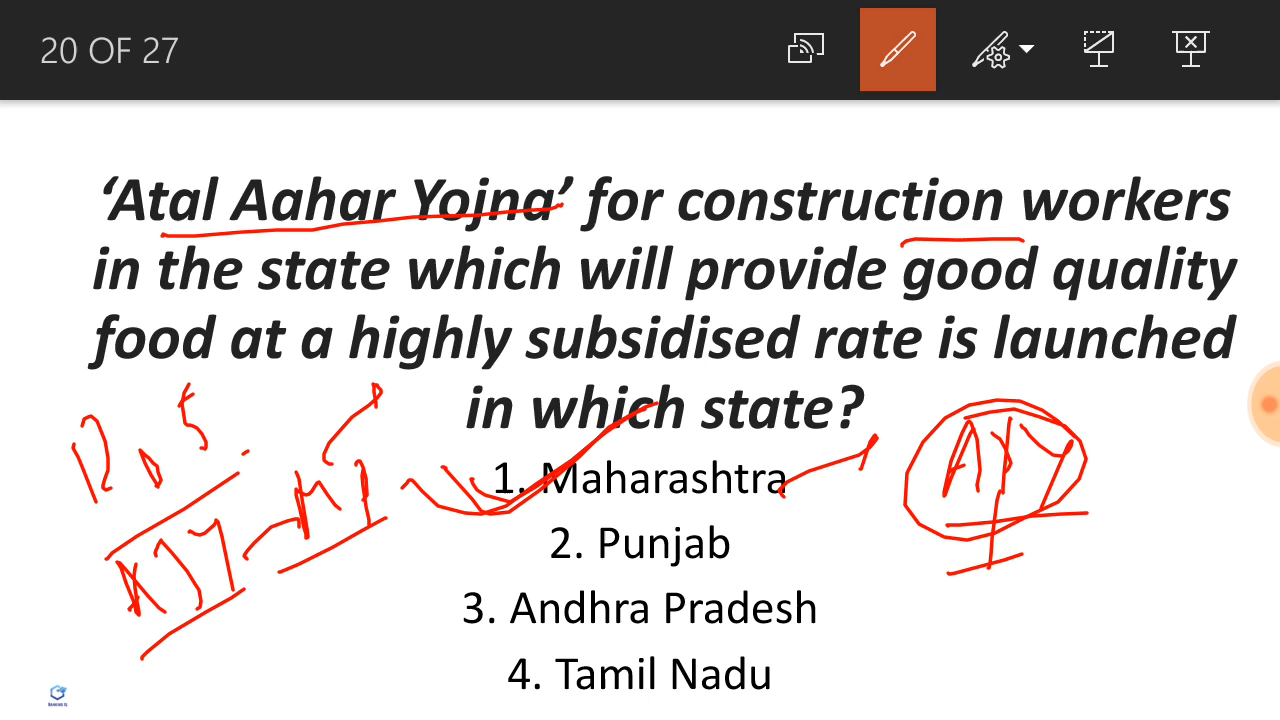 20 OF 27
‘Atal Aahar Yojna’ for construction workers
in the state which will provide good quality
food at a highly subsidised rate is launched
in which state?
1. Maharashtra
2. Punjab
3. Andhra Pradesh
4. Tamil Nadu